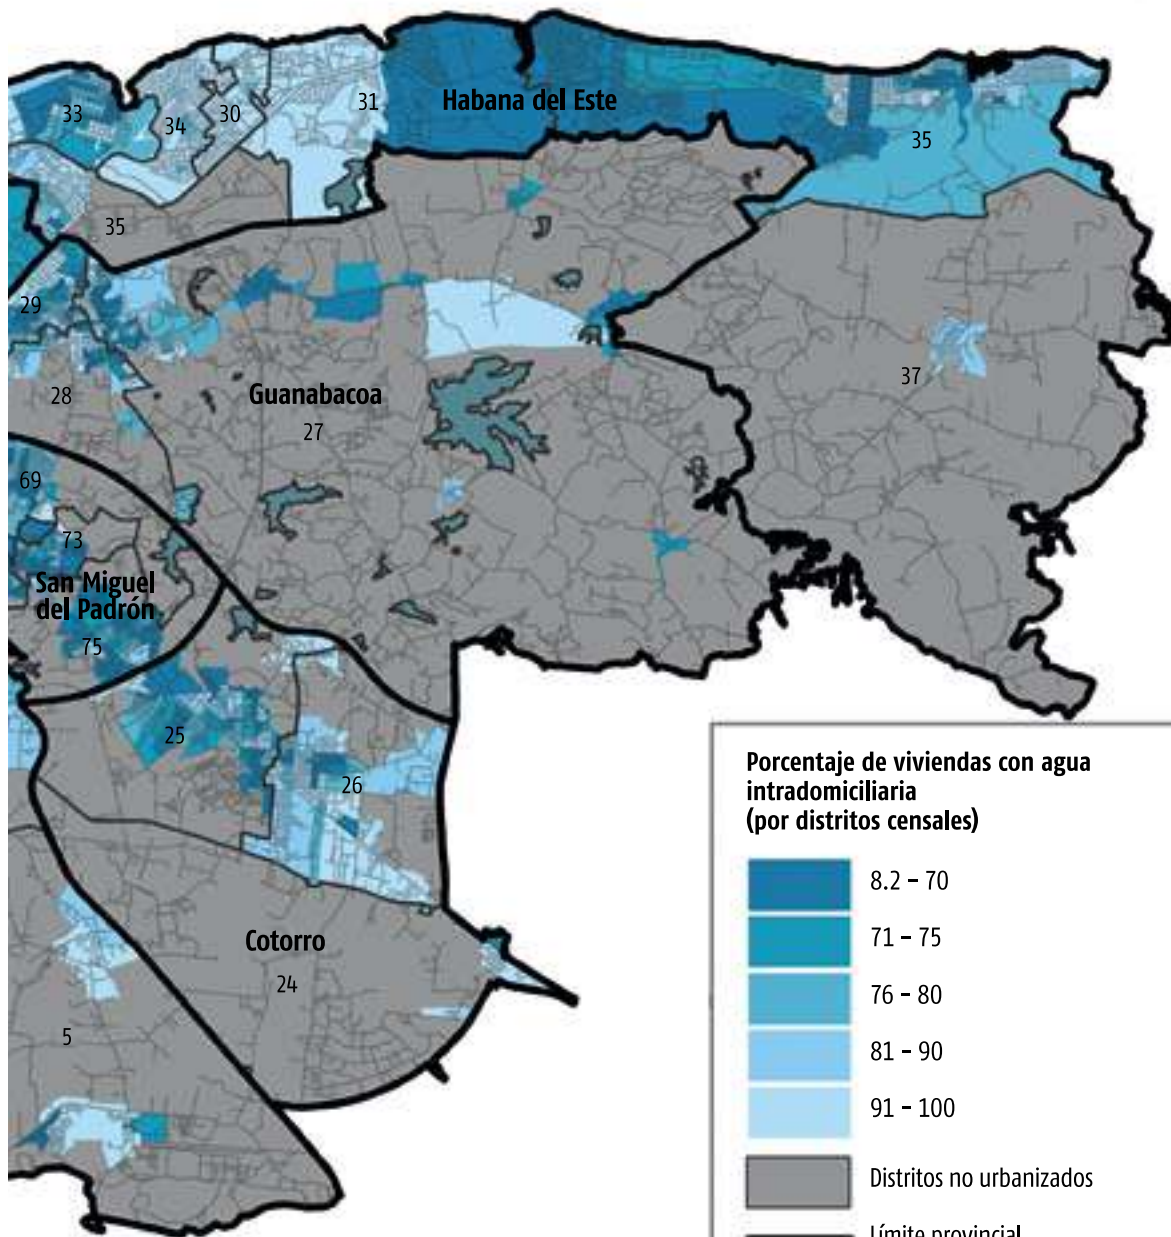 33
34
30
31
Habana del Este
35
35
29
28
Guanabacoa
27
37
69
73
San Miguel
del Padrón
75
25
26
Cotorro
24
5
Porcentaje de viviendas con agua
intradomiciliaria
(por distritos censales)
8.2 – 70
71 – 75
76 – 80
81 – 90
91 – 100
Distritos no urbanizados
Límite provincial